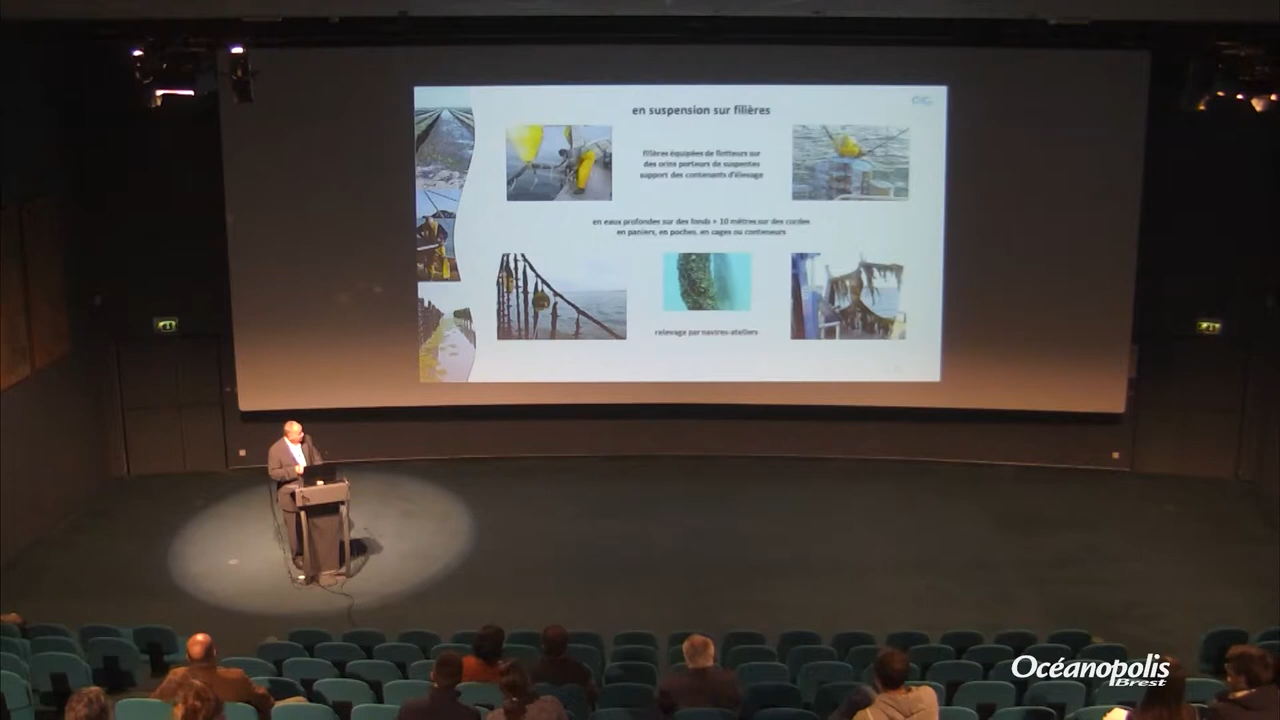 en suspension sur filières
filières équipées de flotteurs sur
des orins porteurs de suspentes
support des contenants d'élevage
en eaux profondes sur des fonds + 10 mètres sur des cordes
en paniers, en poches, en cages ou conteneurs
relevage par navires-ateliers
Océanopolis
Brest